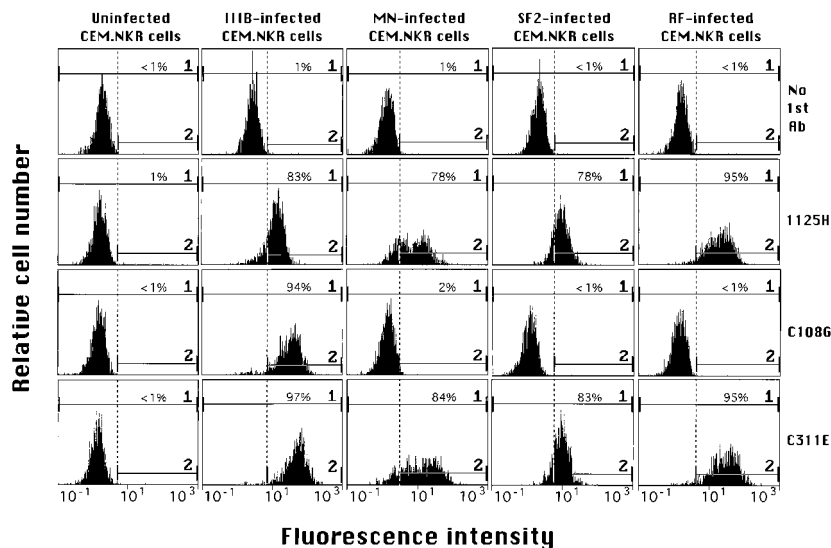 Uninfected IIIB-infected MN-infected SF2-infected RF-infected
CEM.NKR cells CEM.NKR cells CEM.NKR cells CEM.NKR cells CEM.NKR cells
<1% 1 1% 1 1% 1 <1% 1 <1% 1
No
1st
Ab
2 2 2 2 2
1% 1 83% 1 78% 1 78% 1 95% 1
1125H
2 2 2 2 2
<1% 1 94% 1 2% 1 <1% 1 <1% 1
C108G
2 2 2 2 2
<1% 1 97% 1 84% 1 83% 1 95% 1
C311E
2 2 2 2 2
10-1 101 103 10-1 101 103 10-1 101 103 10-1 101 103 10-1 101 103
Relative cell number
Fluorescence intensity